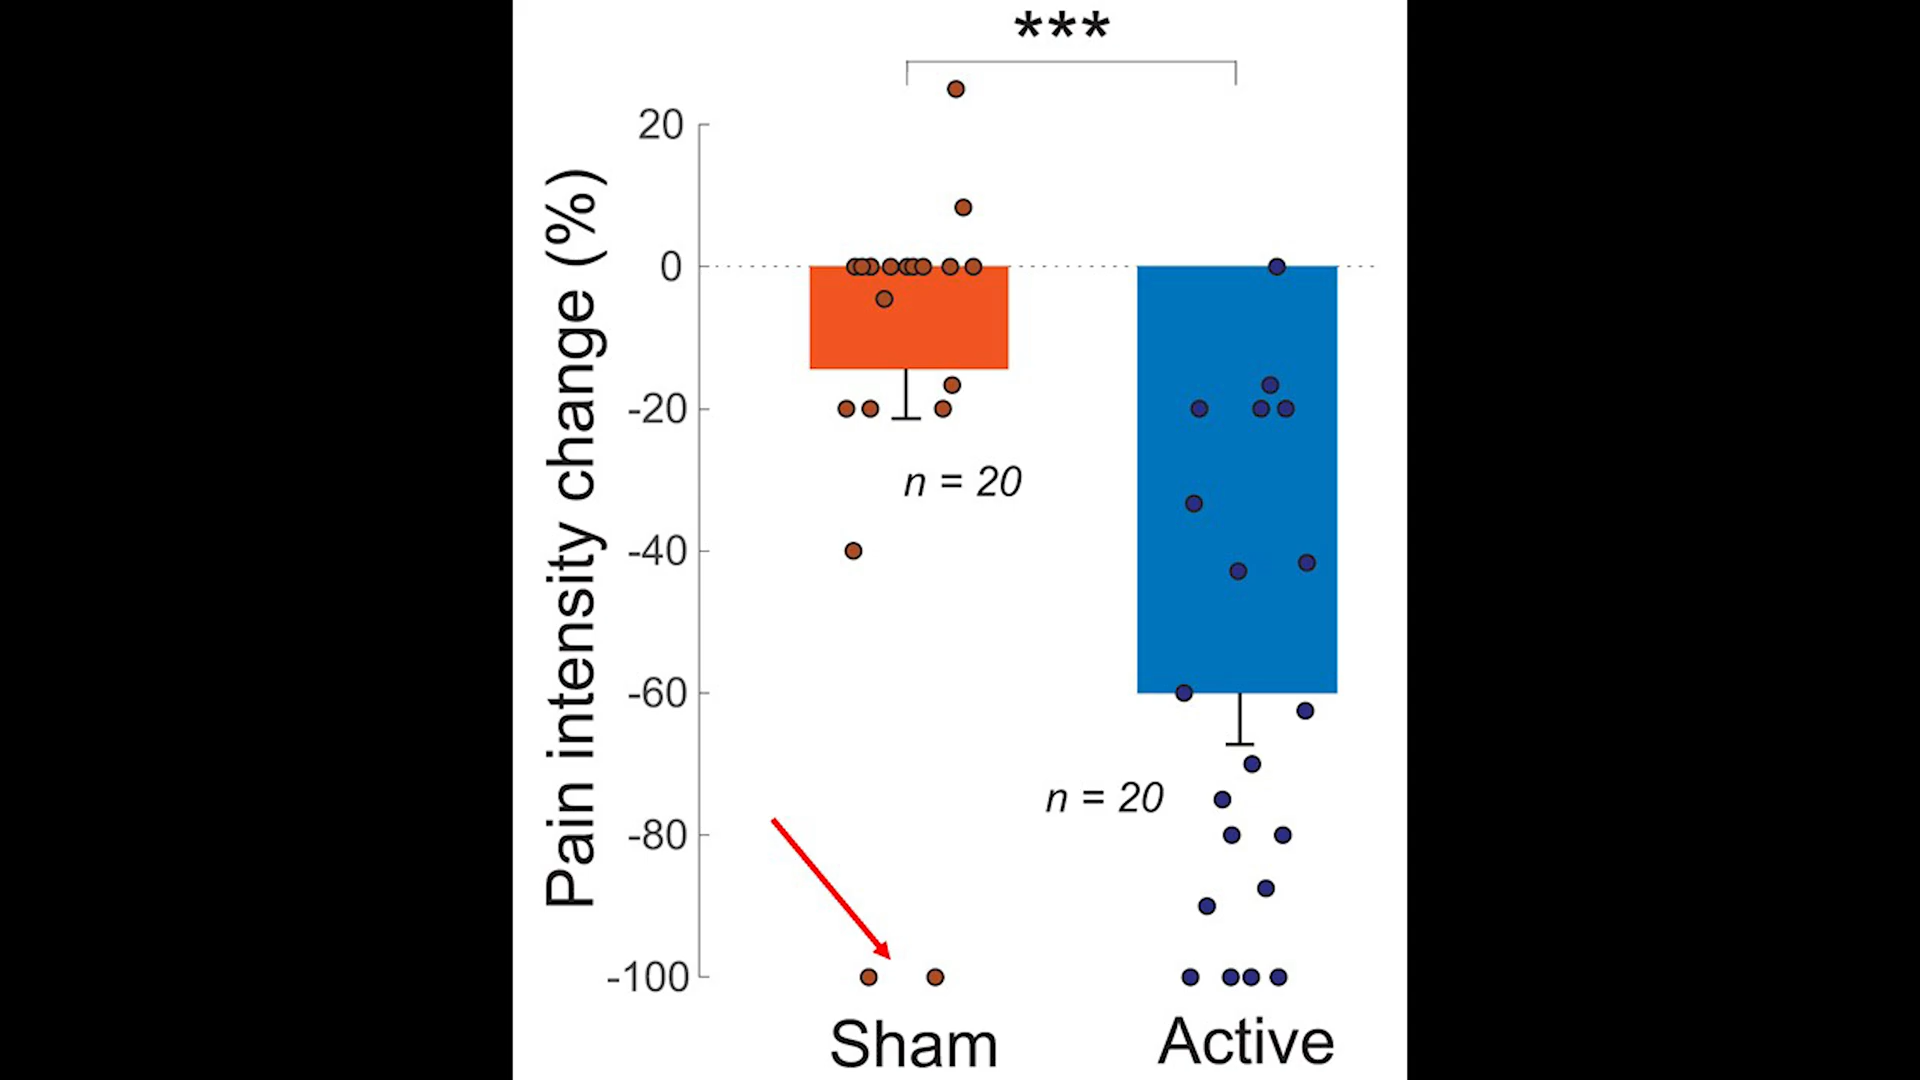 ***
20
0
-20
-40
-60
-80
-100
Pain intensity change (%)
n = 20
n = 20
Sham
Active